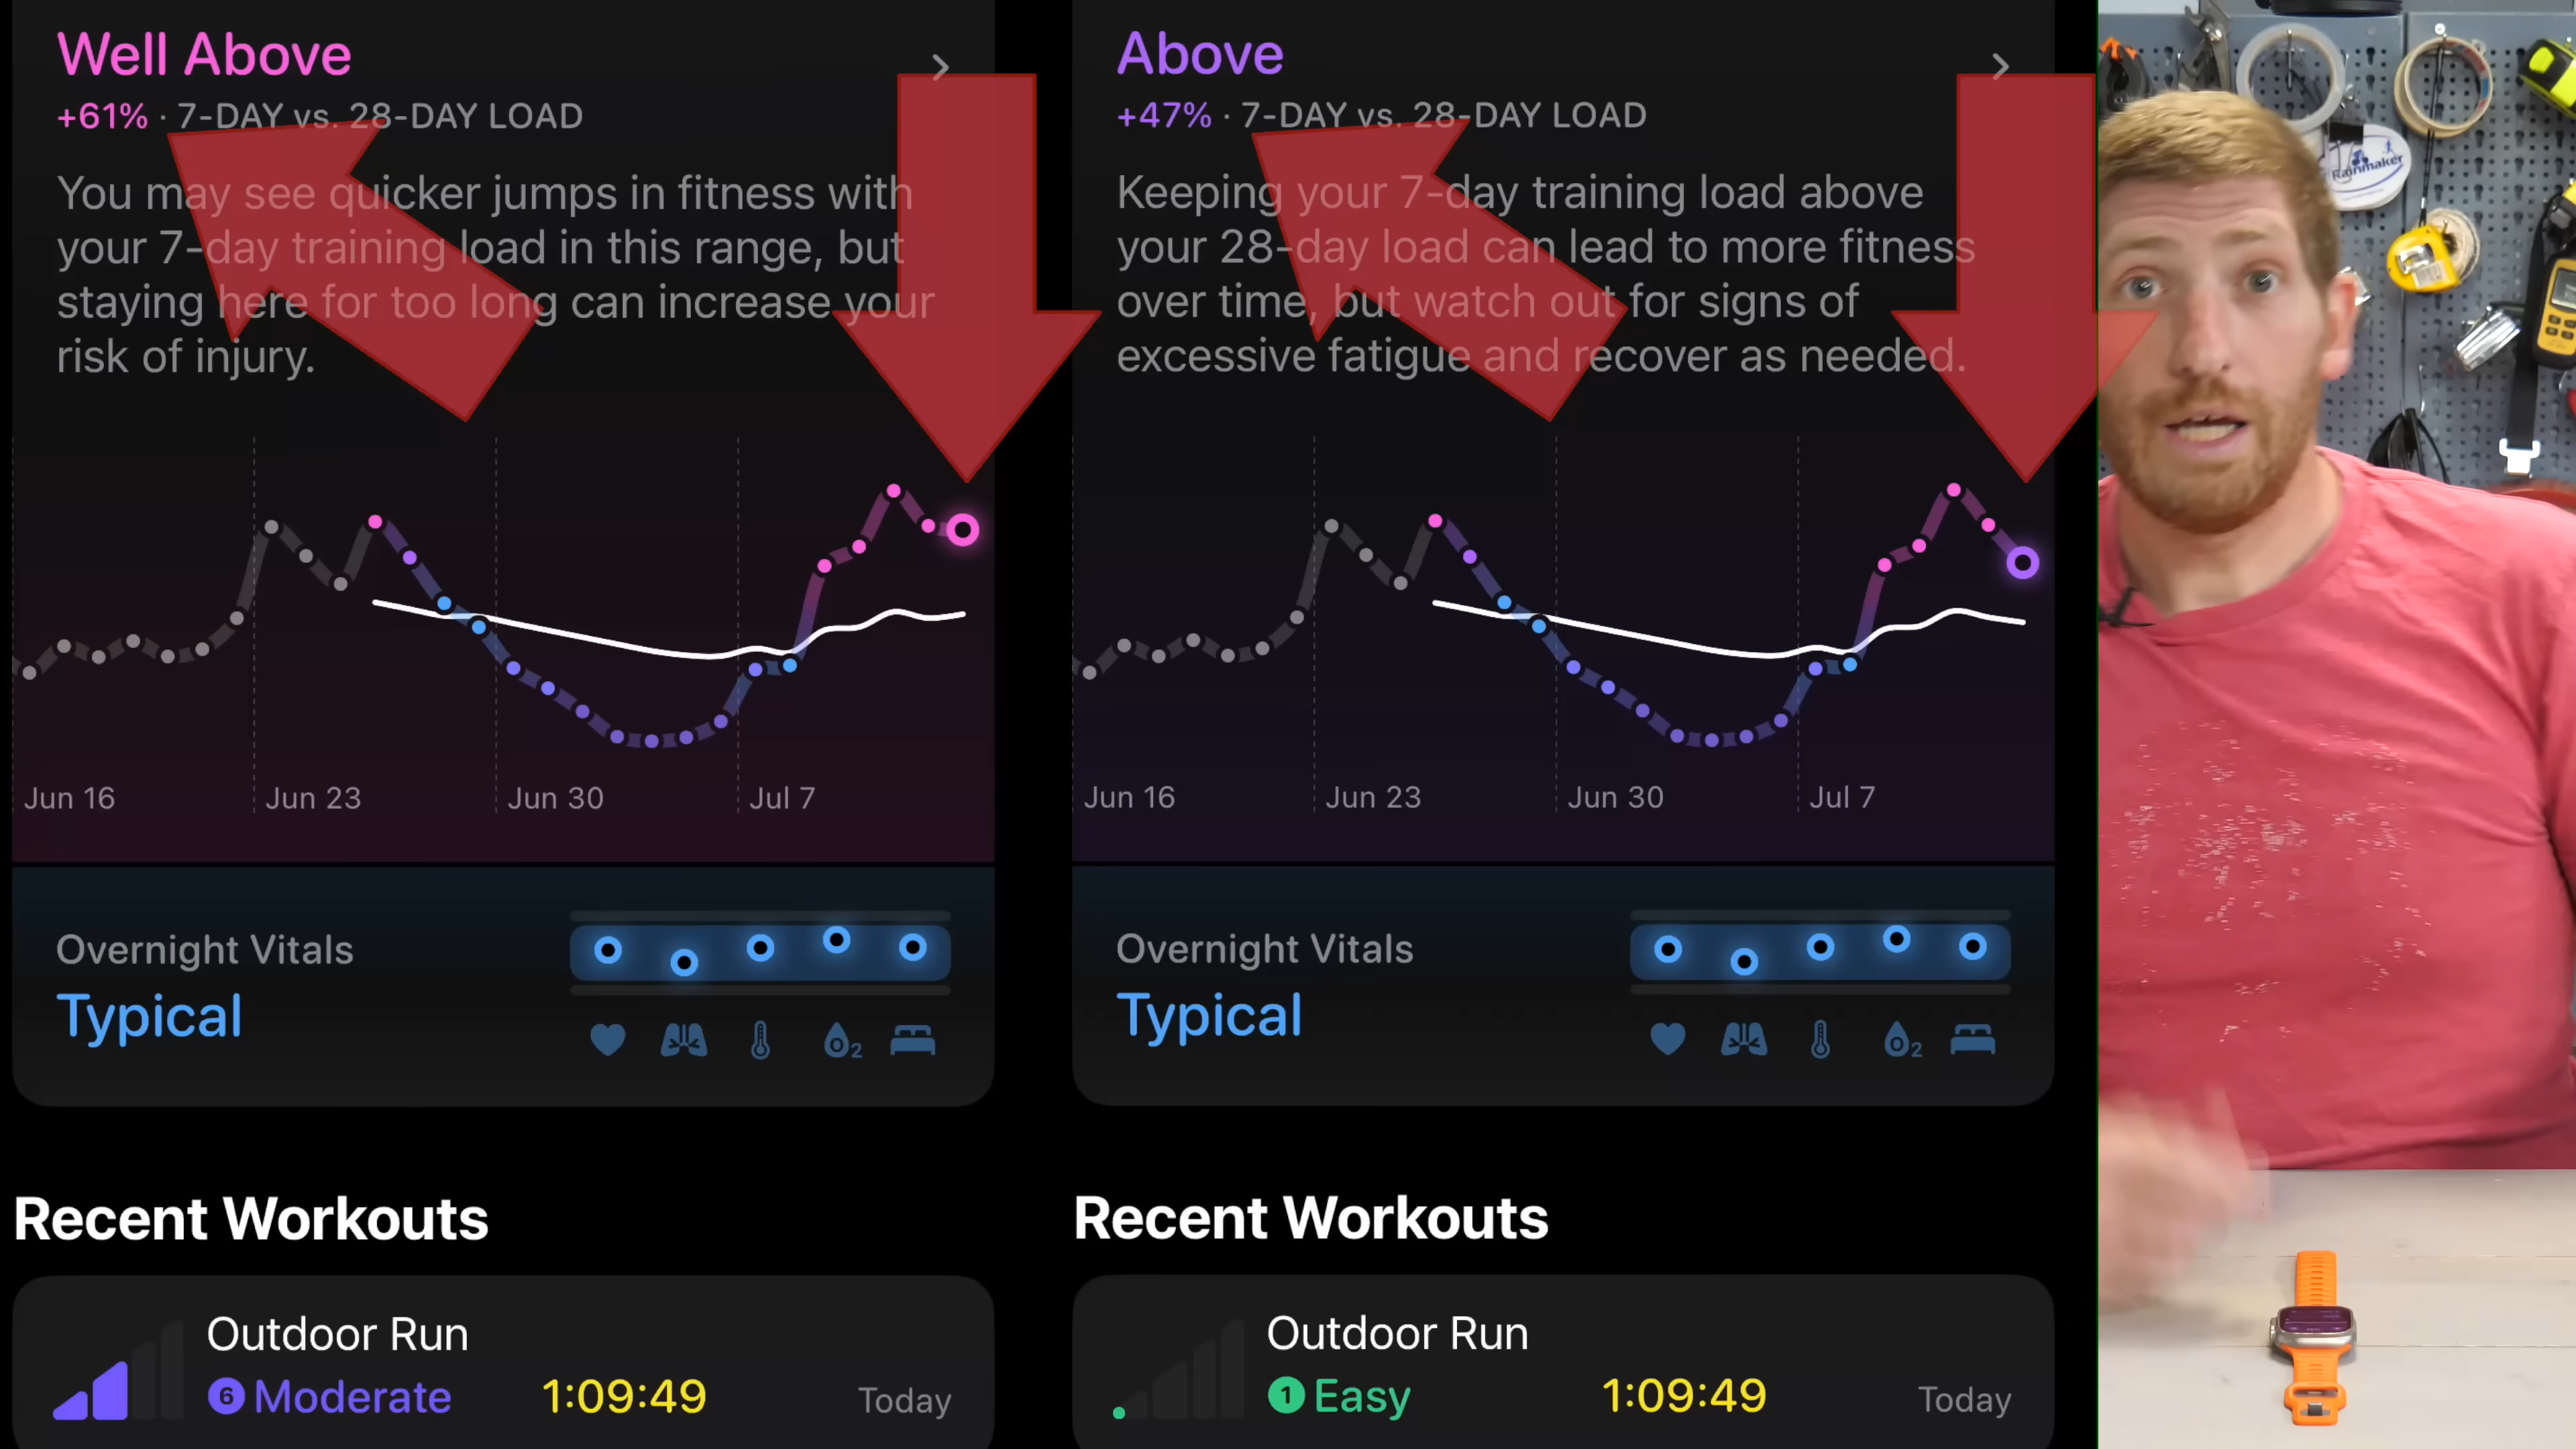 Well Above
+61% · 7-DAY vs. 28-DAY LOAD
You may see quicker jumps in fitness with
your 7-day training load in this range, but
staying here for too long can increase your
risk of injury.
Jun 16
Jun 23
Jun 30
Jul 7
Overnight Vitals
Typical
O2
Recent Workouts
Outdoor Run
6 Moderate
1:09:49
Today
Above
+47% · 7-DAY vs. 28-DAY LOAD
Keeping your 7-day training load above
your 28-day load can lead to more fitness
over time, but watch out for signs of
excessive fatigue and recover as needed.
Jun 16
Jun 23
Jun 30
Jul 7
Overnight Vitals
Typical
O2
Recent Workouts
Outdoor Run
1 Easy
1:09:49
Today
Rainmaker